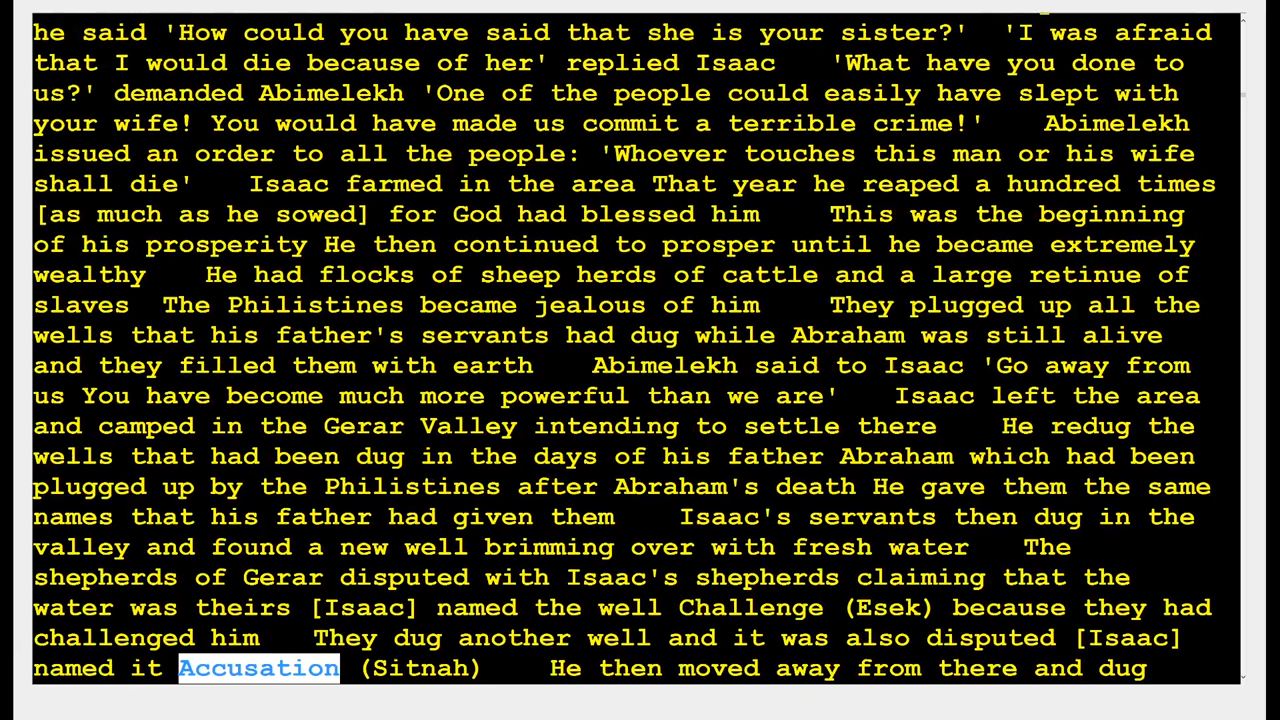 he said 'How could you have said that she is your sister?' 'I was afraid
that I would die because of her' replied Isaac 'What have you done to
us?' demanded Abimelekh 'One of the people could easily have slept with
your wife! You would have made us commit a terrible crime!' Abimelekh
issued an order to all the people: 'Whoever touches this man or his wife
shall die' Isaac farmed in the area That year he reaped a hundred times
[as much as he sowed] for God had blessed him This was the beginning
of his prosperity He then continued to prosper until he became extremely
wealthy He had flocks of sheep herds of cattle and a large retinue of
slaves The Philistines became jealous of him They plugged up all the
wells that his father's servants had dug while Abraham was still alive
and they filled them with earth Abimelekh said to Isaac 'Go away from
us You have become much more powerful than we are' Isaac left the area
and camped in the Gerar Valley intending to settle there He redug the
wells that had been dug in the days of his father Abraham which had been
plugged up by the Philistines after Abraham's death He gave them the same
names that his father had given them Isaac's servants then dug in the
valley and found a new well brimming over with fresh water The
shepherds of Gerar disputed with Isaac's shepherds claiming that the
water was theirs [Isaac] named the well Challenge (Esek) because they had
challenged him They dug another well and it was also disputed [Isaac]
named it Accusation (Sitnah) He then moved away from there and dug